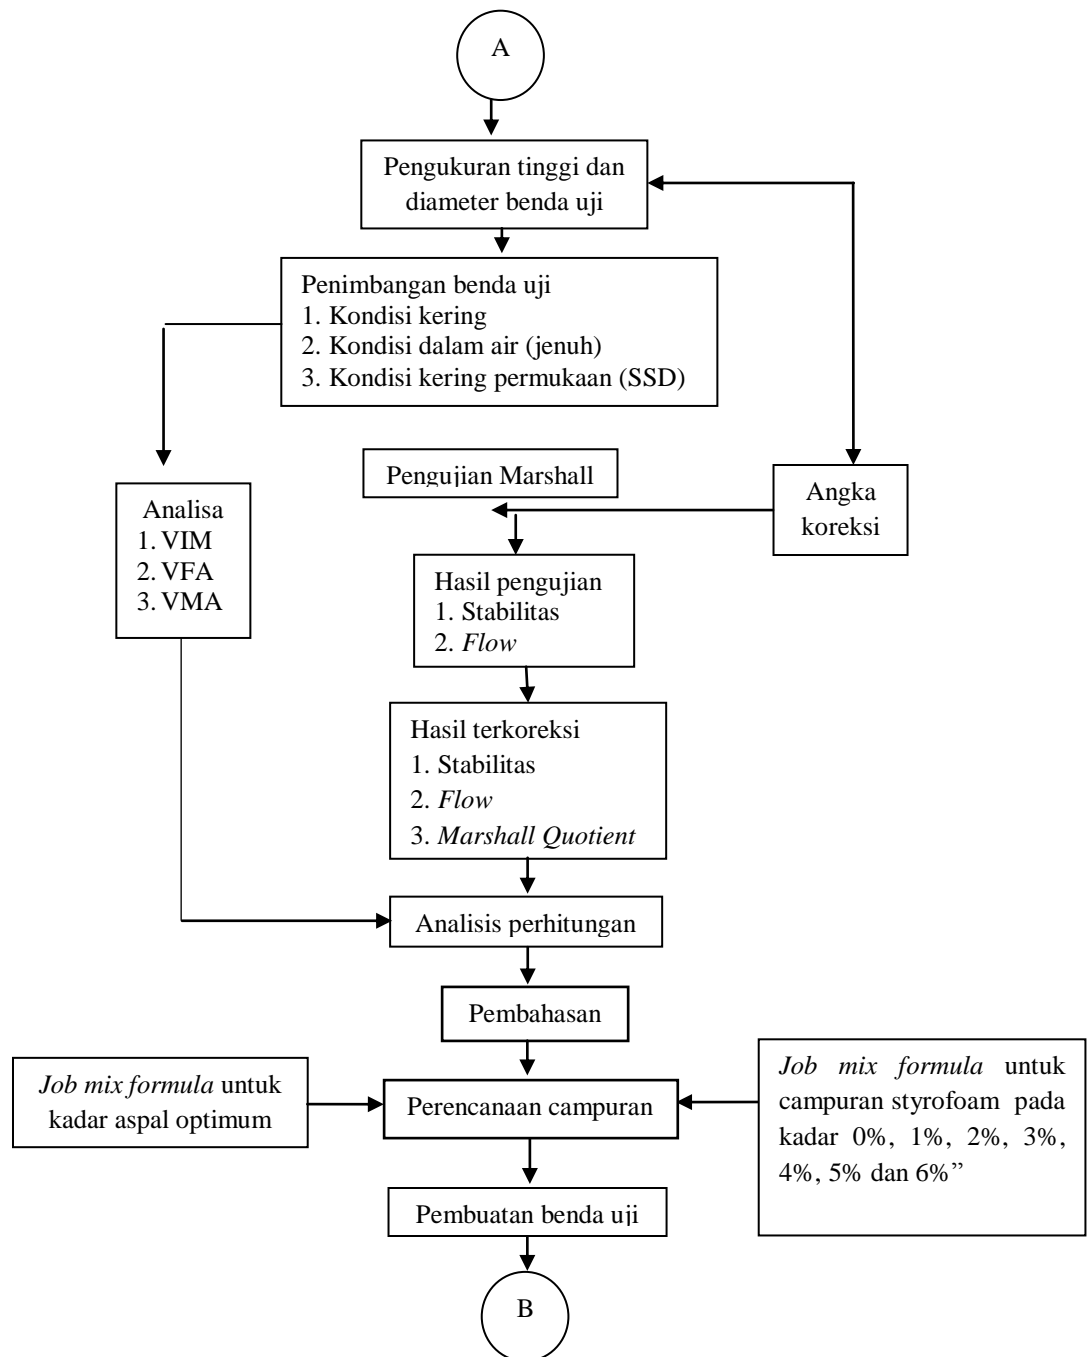 A
Pengukuran tinggi dan
diameter benda uji
Penimbangan benda uji
1. Kondisi kering
2. Kondisi dalam air (jenuh)
3. Kondisi kering permukaan (SSD)
Pengujian Marshall
Angka
koreksi
Analisa
1. VIM
2. VFA
3. VMA
Hasil pengujian
1. Stabilitas
2. Flow
Hasil terkoreksi
1. Stabilitas
2. Flow
3. Marshall Quotient
Analisis perhitungan
Pembahasan
Job mix formula untuk
kadar aspal optimum
Perencanaan campuran
Job mix formula untuk
campuran styrofoam pada
kadar 0%, 1%, 2%, 3%,
4%, 5% dan 6%”
Pembuatan benda uji
B